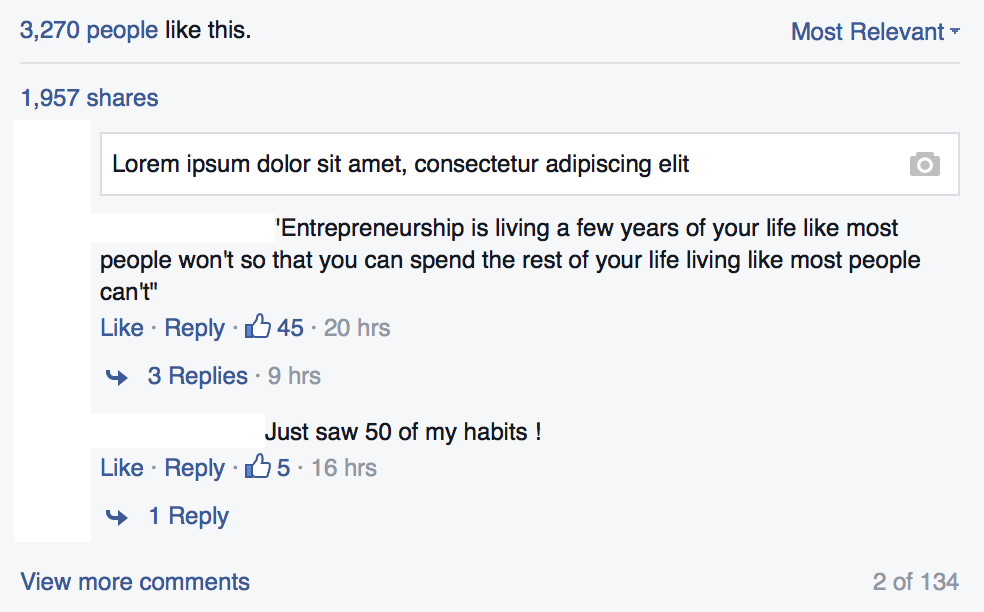 3,270 people like this. Most Relevant
1,957 shares
Lorem ipsum dolor sit amet, consectetur adipiscing elit
'Entrepreneurship is living a few years of your life like most
people won't so that you can spend the rest of your life living like most people
can't"
Like · Reply · 45 · 20 hrs
3 Replies · 9 hrs
Just saw 50 of my habits !
Like · Reply · 5 · 16 hrs
1 Reply
View more comments 2 of 134